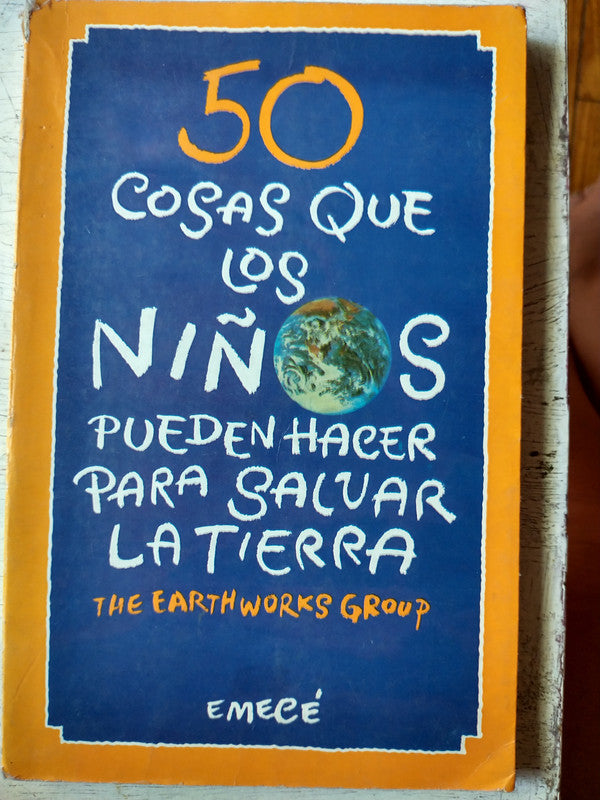 50
COSAS QUE
LOS
NIÑOS
PUEDEN HACER
PARA SALVAR
LA TIERRA
THE EARTHWORKS GROUP
EMECÉ